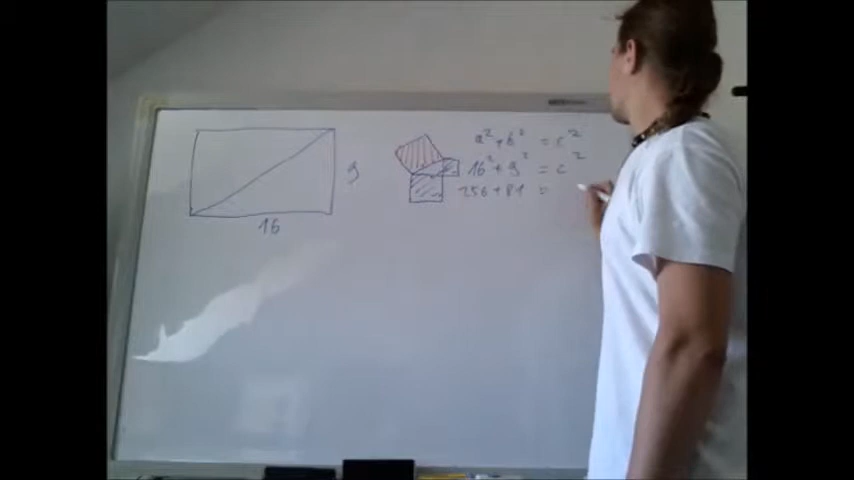 a² + b² = c²
16² + 9² = c²
256 + 81 =
9
16